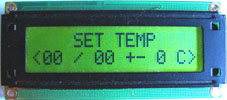 SET TEMP
<00 / 00 +- 0 C>